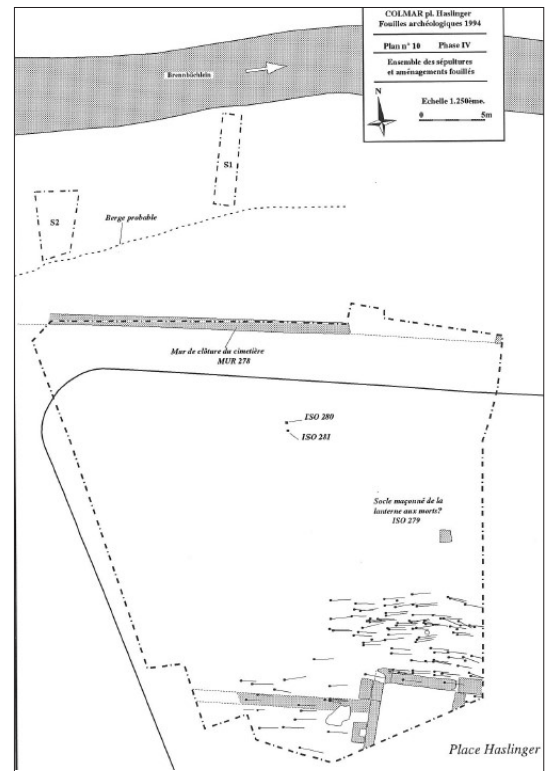 COLMAR pl. Haslinger
Fouilles archéologiques 1994
Plan n° 10 Phase IV
Ensemble des sépultures
et aménagements fouillés
Echelle 1.250ème.
N
0 5m
Brennbächlein
S1
S2
Berge probable
Mur de clôture du cimetière
MUR 278
ISO 280
ISO 281
Socle maçonné de la
lanterne aux morts?
ISO 279
Place Haslinger